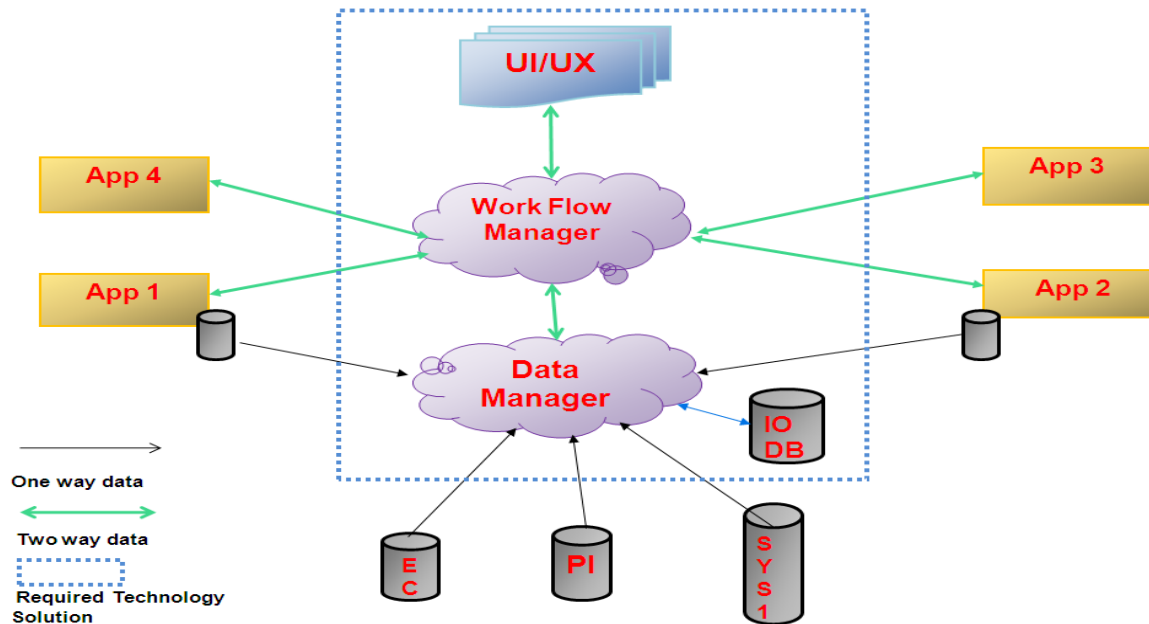 UI/UX
App 4
App 3
Work Flow
Manager
App 1
App 2
Data
Manager
IO
DB
One way data
Two way data
E
C
PI
S
Y
S
1
Required Technology
Solution